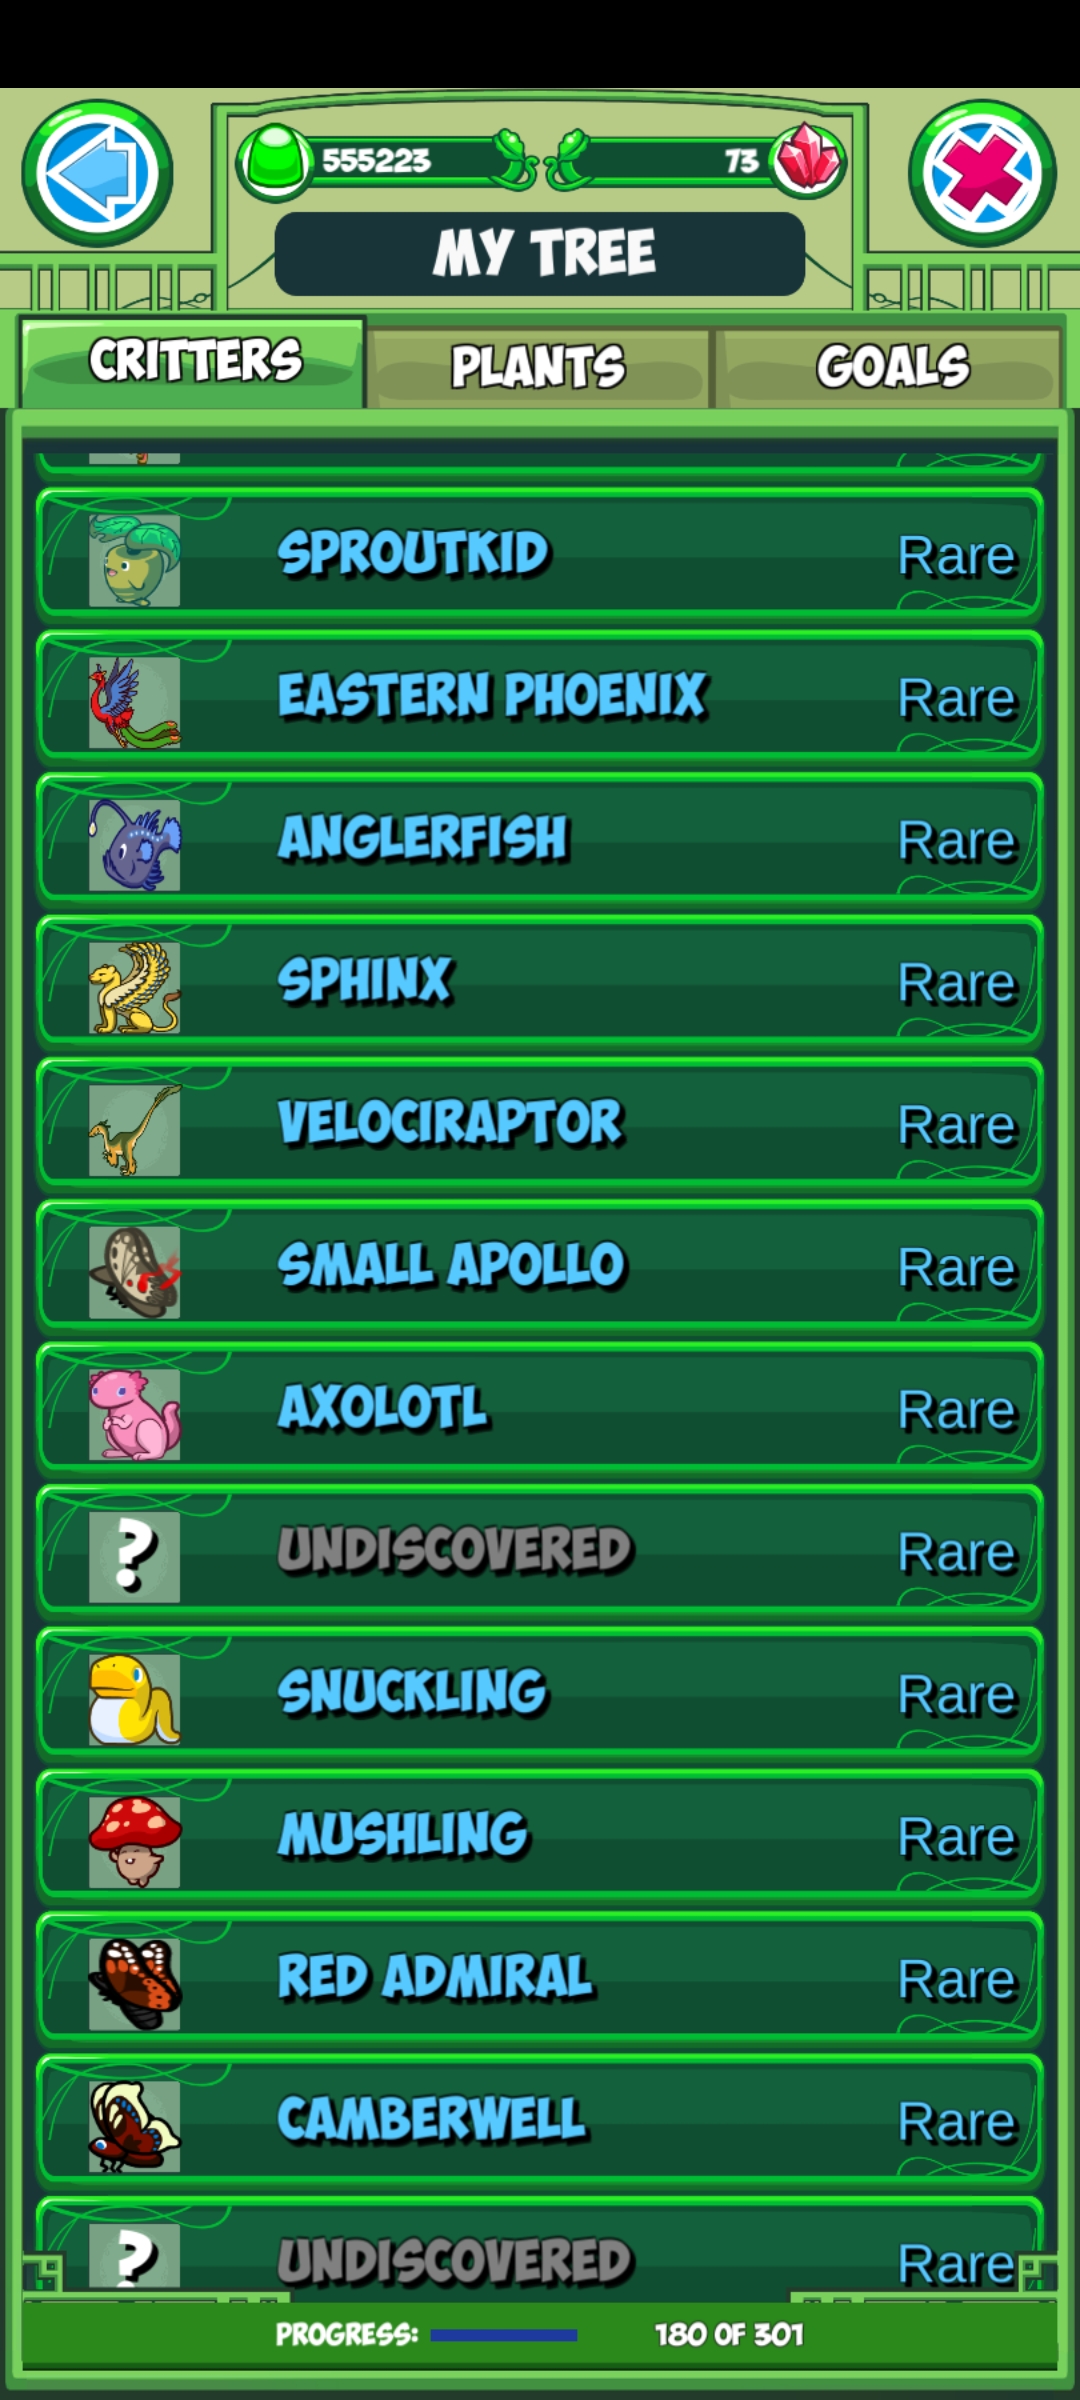 555223
73
MY TREE
CRITTERS
PLANTS
GOALS
SPROUTKID
Rare
EASTERN PHOENIX
Rare
ANGLERFISH
Rare
SPHINX
Rare
VELOCIRAPTOR
Rare
SMALL APOLLO
Rare
AXOLOTL
Rare
?
UNDISCOVERED
Rare
SNUCKLING
Rare
MUSHLING
Rare
RED ADMIRAL
Rare
CAMBERWELL
Rare
?
UNDISCOVERED
Rare
PROGRESS:
180 OF 301